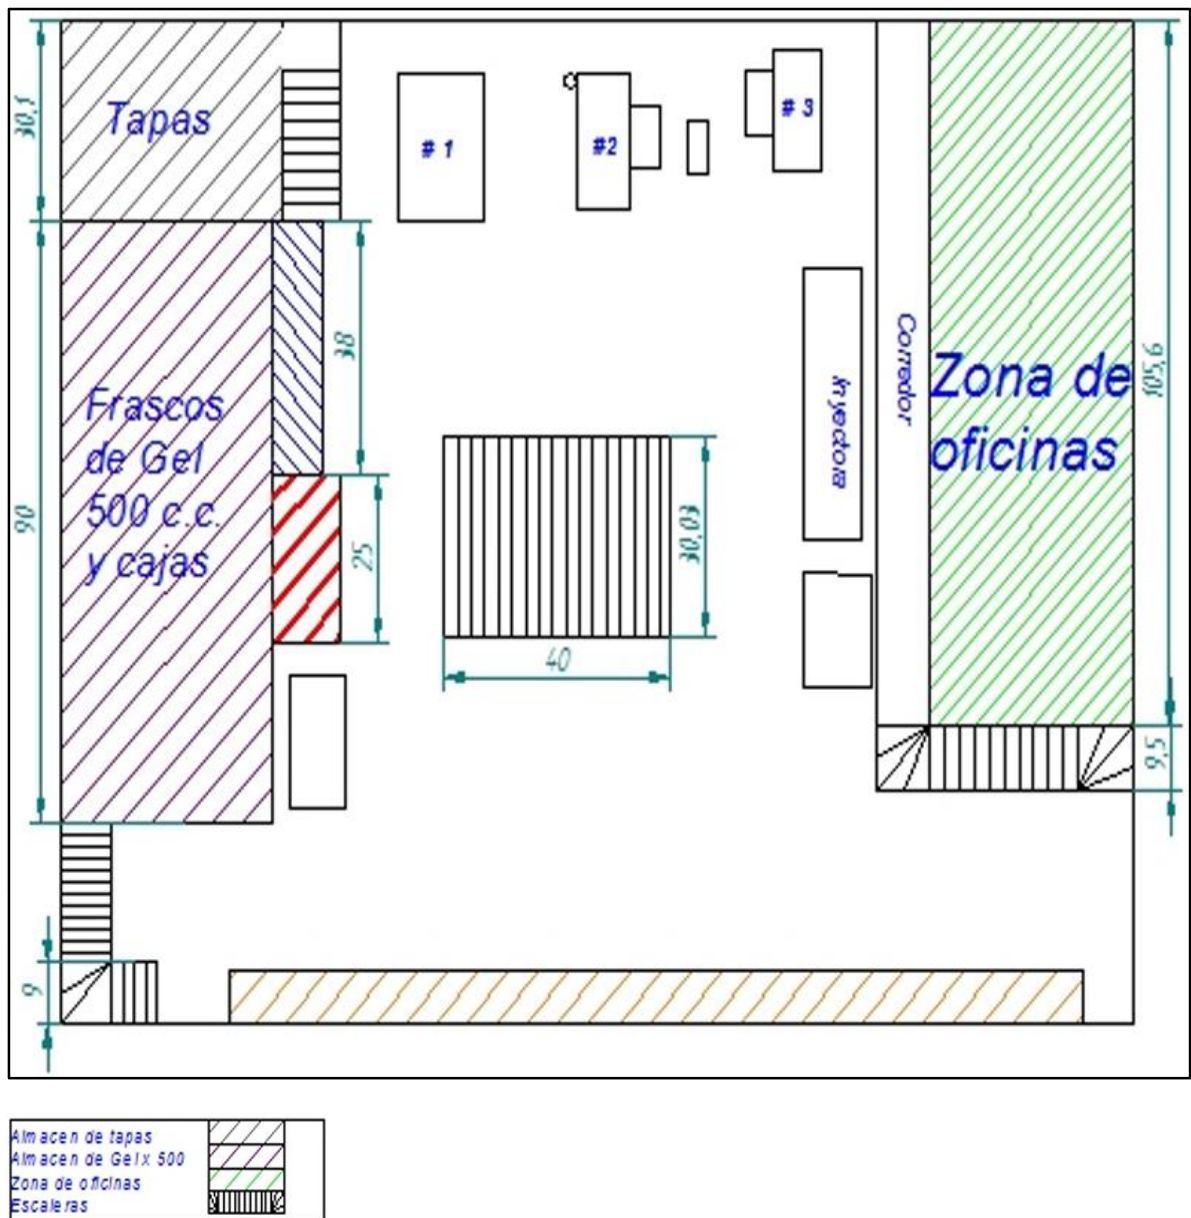 Tapas
# 1
#2
# 3
30,1
Frascos
de Gel
500 c.c.
y cajas
90
38
25
40
30,03
Inyectora
Corredor
Zona de
oficinas
105,6
9,5
9
Almacen de tapas
Almacen de Gel x 500
Zona de oficinas
Escaleras